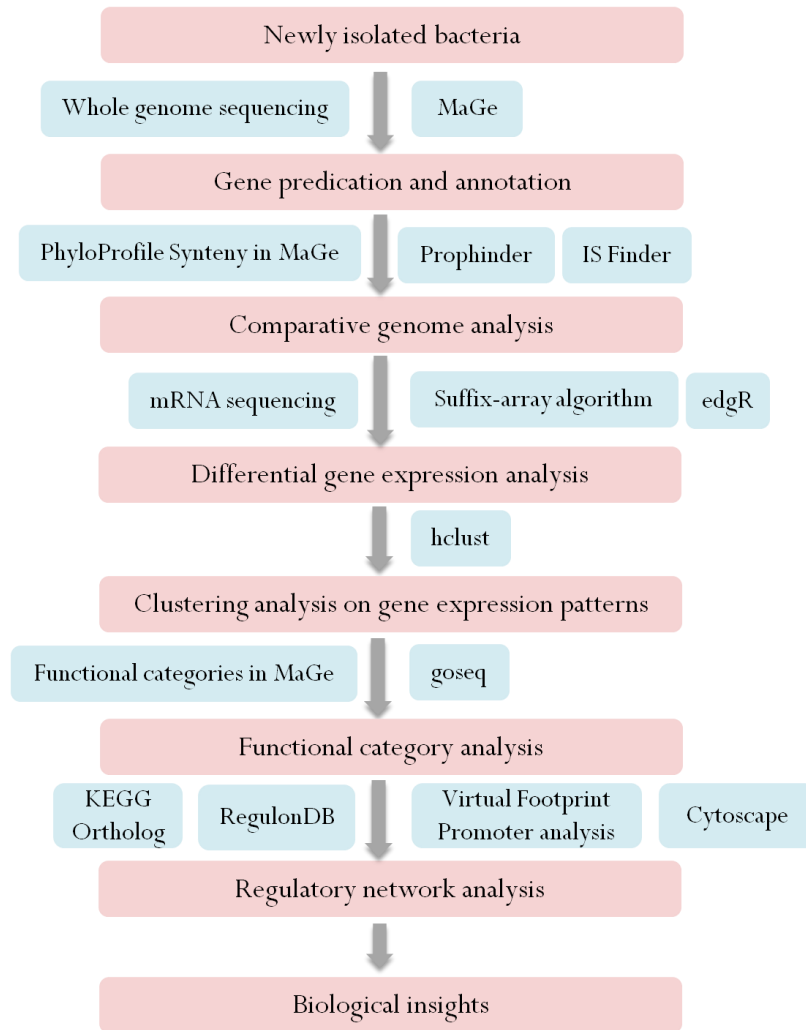 Newly isolated bacteria
Whole genome sequencing
MaGe
Gene predication and annotation
PhyloProfile Synteny in MaGe
Prophinder
IS Finder
Comparative genome analysis
mRNA sequencing
Suffix-array algorithm
edgR
Differential gene expression analysis
hclust
Clustering analysis on gene expression patterns
Functional categories in MaGe
goseq
Functional category analysis
KEGG
Ortholog
RegulonDB
Virtual Footprint
Promoter analysis
Cytoscape
Regulatory network analysis
Biological insights